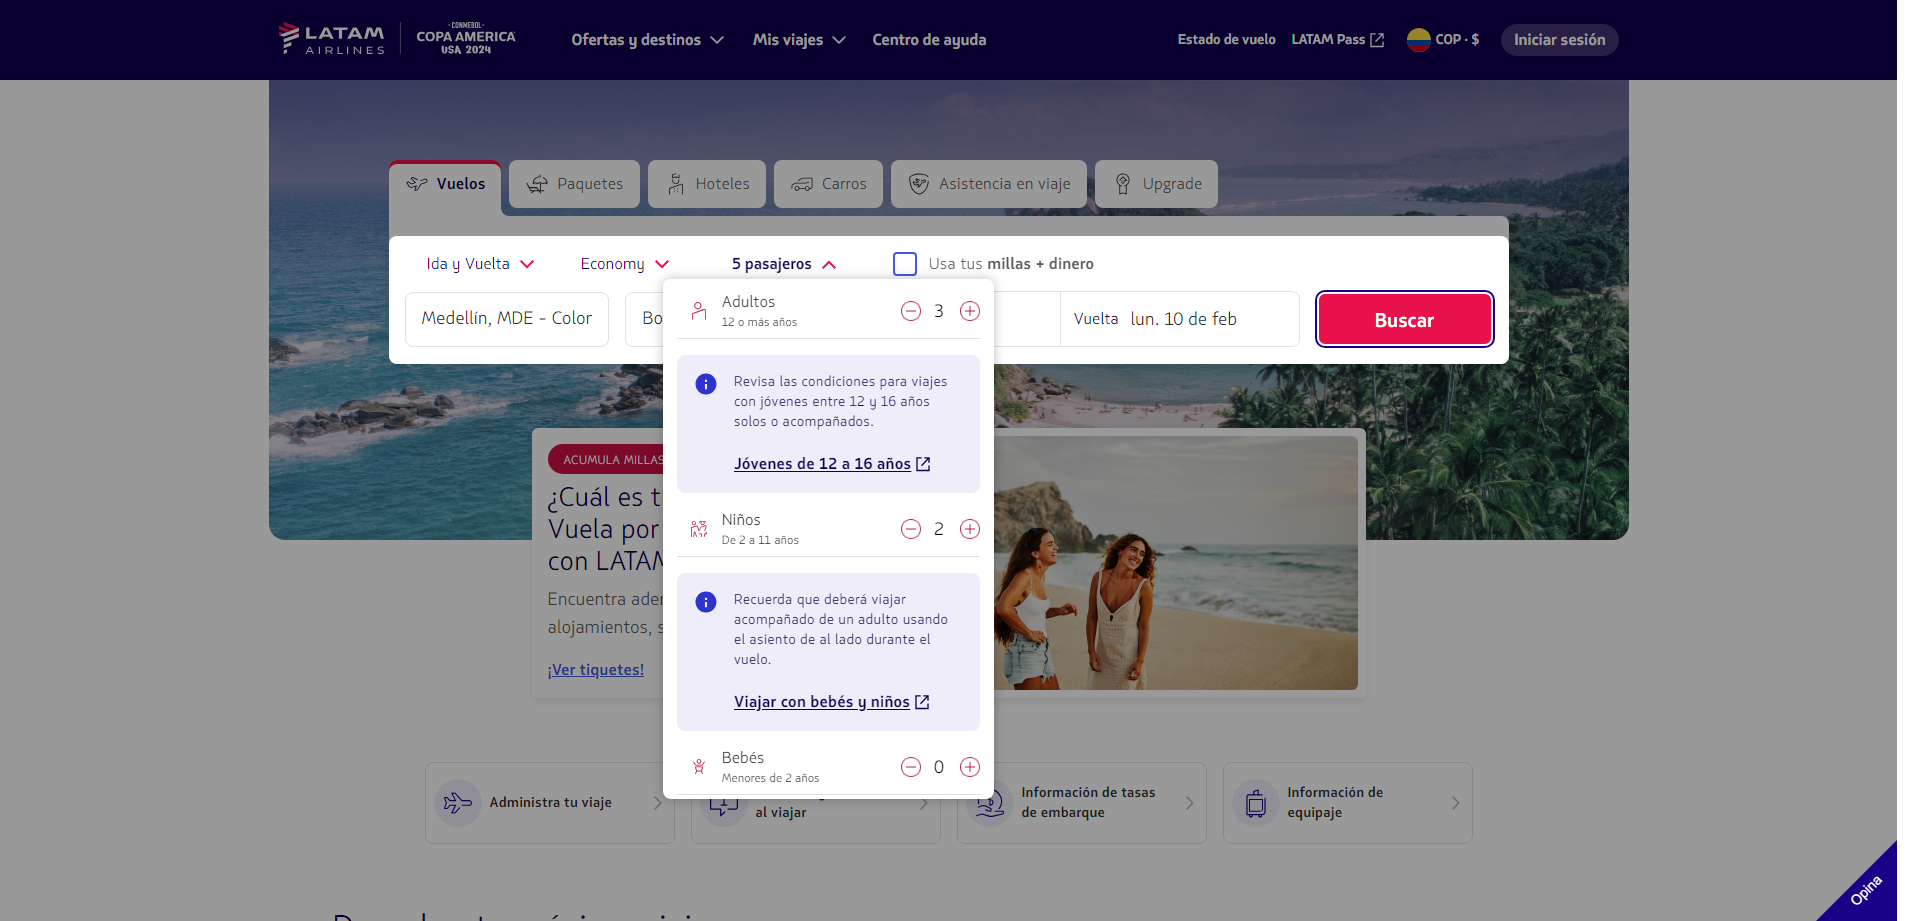 LATAM
AIRLINES
CONMEBOL
COPA AMERICA
USA 2024
Ofertas y destinos
Mis viajes
Centro de ayuda
Estado de vuelo
LATAM Pass
COP · $
Iniciar sesión
Vuelos
Paquetes
Hoteles
Carros
Asistencia en viaje
Upgrade
Ida y Vuelta
Economy
5 pasajeros
Usa tus millas + dinero
Medellín, MDE - Color
Bo
Vuelta lun. 10 de feb
Buscar
Adultos
12 o más años
3
Revisa las condiciones para viajes
con jóvenes entre 12 y 16 años
solos o acompañados.
Jóvenes de 12 a 16 años
Niños
De 2 a 11 años
2
Recuerda que deberá viajar
acompañado de un adulto usando
el asiento de al lado durante el
vuelo.
Viajar con bebés y niños
Bebés
Menores de 2 años
0
ACUMULA MILLAS
¿Cuál es t
Vuela por
con LATAM
Encuentra ade
alojamientos, s
¡Ver tiquetes!
Administra tu viaje
al viajar
Información de tasas
de embarque
Información de
equipaje
Opina